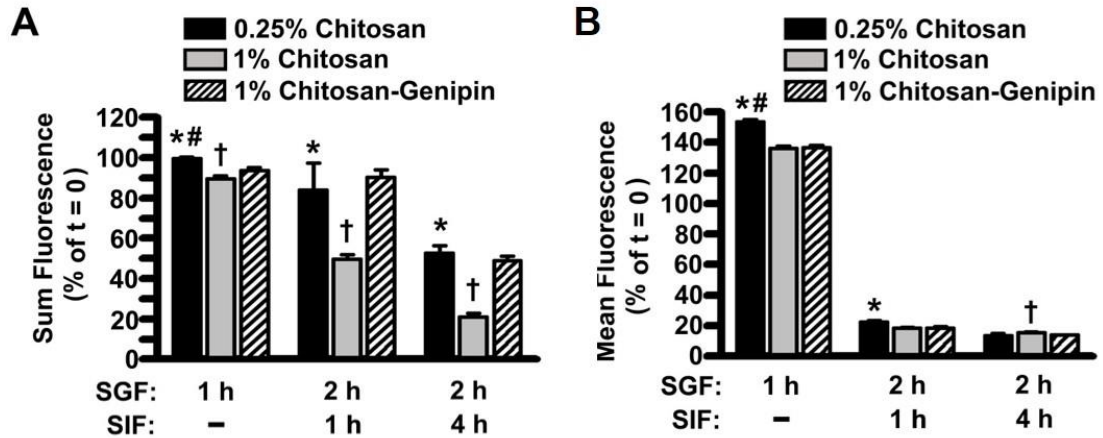 A
0.25% Chitosan
1% Chitosan
1% Chitosan-Genipin
Sum Fluorescence
(% of t = 0)
120
100
80
60
40
20
0
*#
†
*
†
*
†
SGF: 1 h 2 h 2 h
SIF: – 1 h 4 h
B
0.25% Chitosan
1% Chitosan
1% Chitosan-Genipin
Mean Fluorescence
(% of t = 0)
160
140
120
100
80
60
40
20
0
*#
*
†
SGF: 1 h 2 h 2 h
SIF: – 1 h 4 h